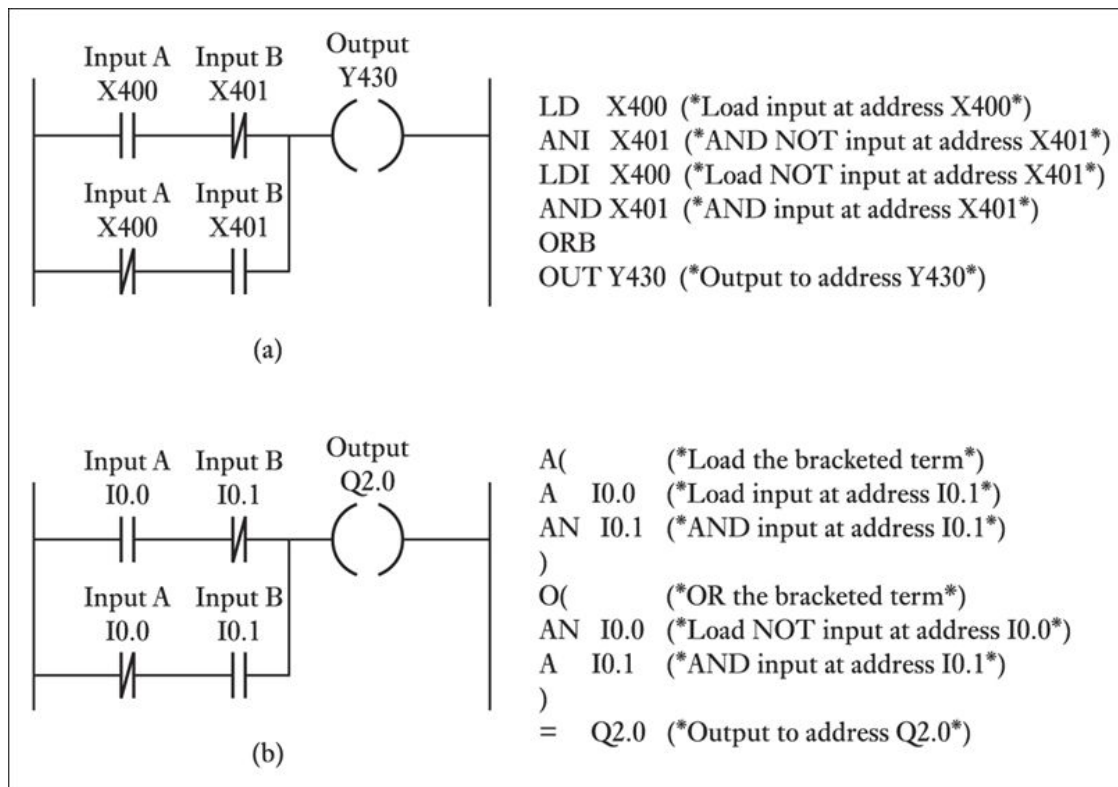 Input A Input B Output
X400 X401 Y430
Input A Input B
X400 X401
LD X400 (*Load input at address X400*)
ANI X401 (*AND NOT input at address X401*)
LDI X400 (*Load NOT input at address X401*)
AND X401 (*AND input at address X401*)
ORB
OUT Y430 (*Output to address Y430*)
(a)
Input A Input B Output
I0.0 I0.1 Q2.0
Input A Input B
I0.0 I0.1
A( (*Load the bracketed term*)
A I0.0 (*Load input at address I0.1*)
AN I0.1 (*AND input at address I0.1*)
)
O( (*OR the bracketed term*)
AN I0.0 (*Load NOT input at address I0.0*)
A I0.1 (*AND input at address I0.1*)
)
= Q2.0 (*Output to address Q2.0*)
(b)